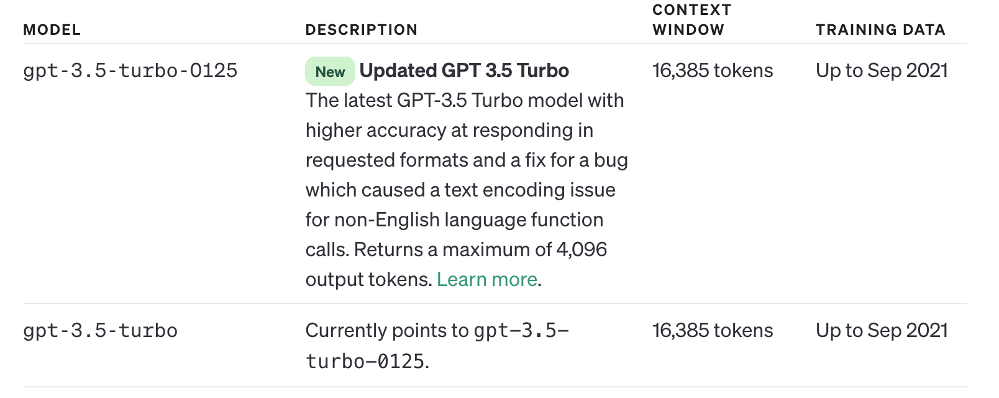 MODEL DESCRIPTION CONTEXT WINDOW TRAINING DATA
gpt-3.5-turbo-0125 New Updated GPT 3.5 Turbo 16,385 tokens Up to Sep 2021
The latest GPT-3.5 Turbo model with
higher accuracy at responding in
requested formats and a fix for a bug
which caused a text encoding issue
for non-English language function
calls. Returns a maximum of 4,096
output tokens. Learn more.
gpt-3.5-turbo Currently points to gpt-3.5- 16,385 tokens Up to Sep 2021
turbo-0125.